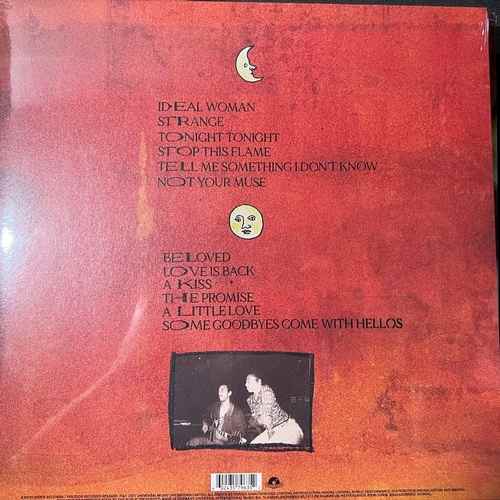 IDEAL WOMAN
STRANGE
TONIGHT TONIGHT
STOP THIS FLAME
TELL ME SOMETHING I DON'T KNOW
NOT YOUR MUSE
BELOVED
LOVE IS BACK
A KISS
THE PROMISE
A LITTLE LOVE
SOME GOODBYES COME WITH HELLOS